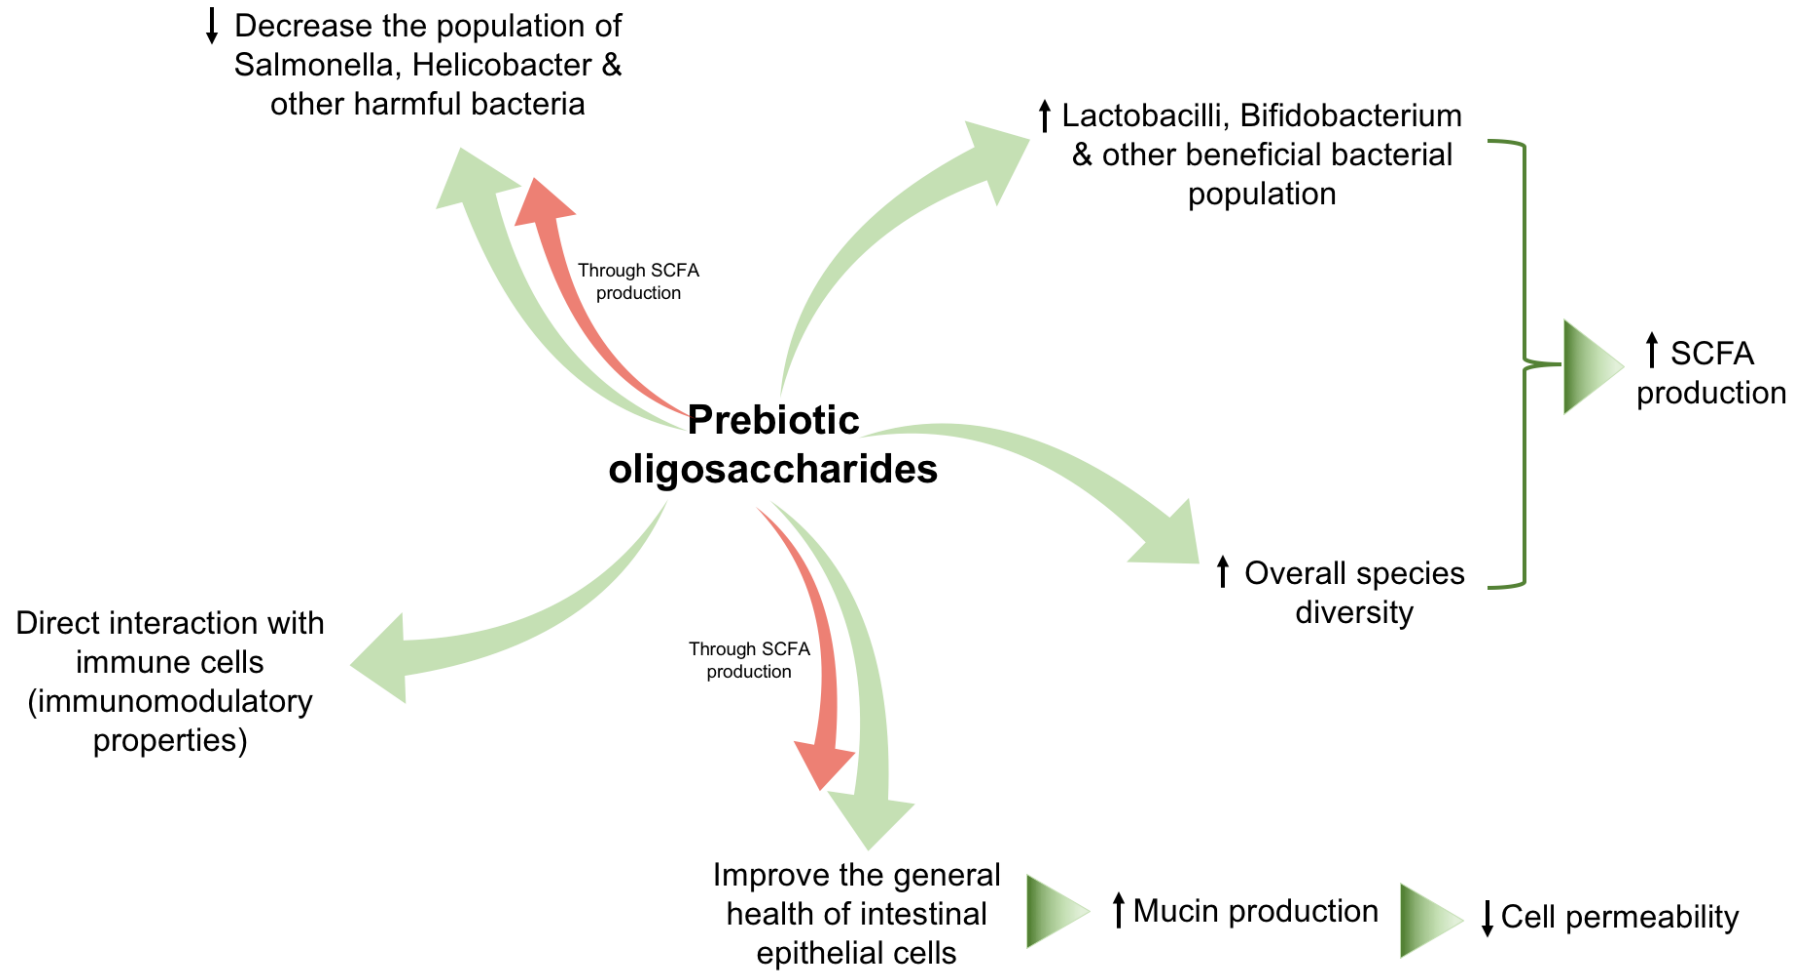 Decrease the population of
Salmonella, Helicobacter &
other harmful bacteria
Lactobacilli, Bifidobacterium
& other beneficial bacterial
population
Through SCFA
production
SCFA
production
Prebiotic
oligosaccharides
Overall species
diversity
Direct interaction with
immune cells
(immunomodulatory
properties)
Through SCFA
production
Improve the general
health of intestinal
epithelial cells
Mucin production
Cell permeability